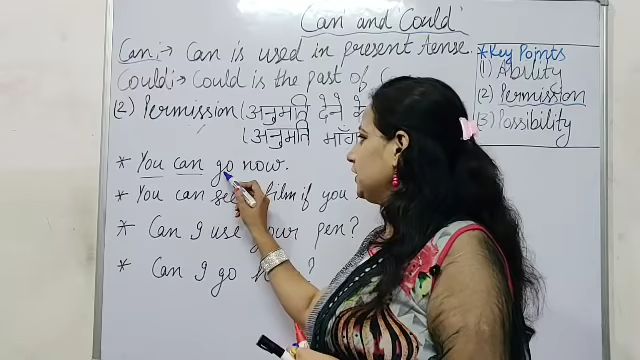 Can and Could
Can :→ Can is used in present tense.
Could :→ Could is the past of
(2) Permission (अनुमति देने के
(अनुमति माँग
* You can go now.
* You can see film if you
* Can I use your pen?
* Can I go ?
*Key Points
(1) Ability
(2) Permission
(3) Possibility